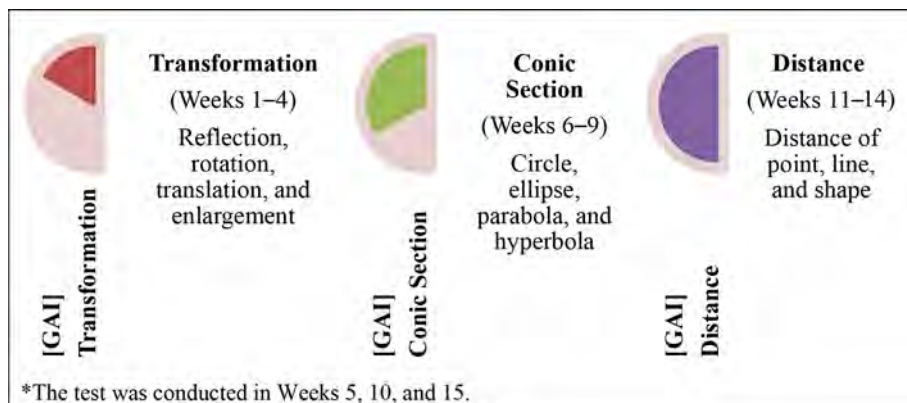 Transformation
(Weeks 1–4)
Reflection,
rotation,
translation, and
enlargement
[GAI]
Transformation
Conic
Section
(Weeks 6–9)
Circle,
ellipse,
parabola, and
hyperbola
[GAI]
Conic Section
Distance
(Weeks 11–14)
Distance of
point, line,
and shape
[GAI]
Distance
*The test was conducted in Weeks 5, 10, and 15.